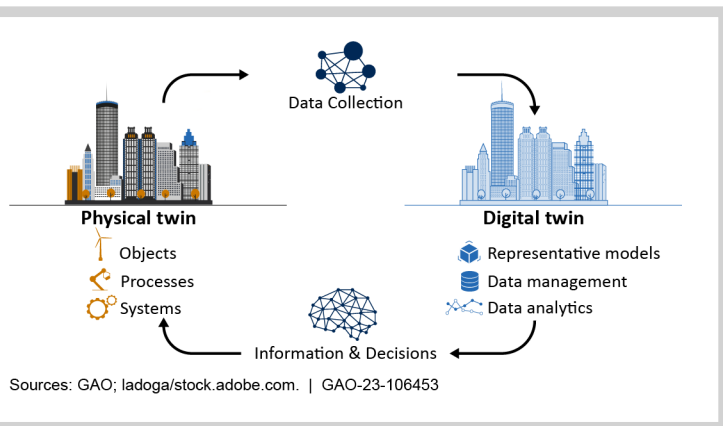 Data Collection
Physical twin
Objects
Processes
Systems
Digital twin
Representative models
Data management
Data analytics
Information & Decisions
Sources: GAO; ladoga/stock.adobe.com. | GAO-23-106453